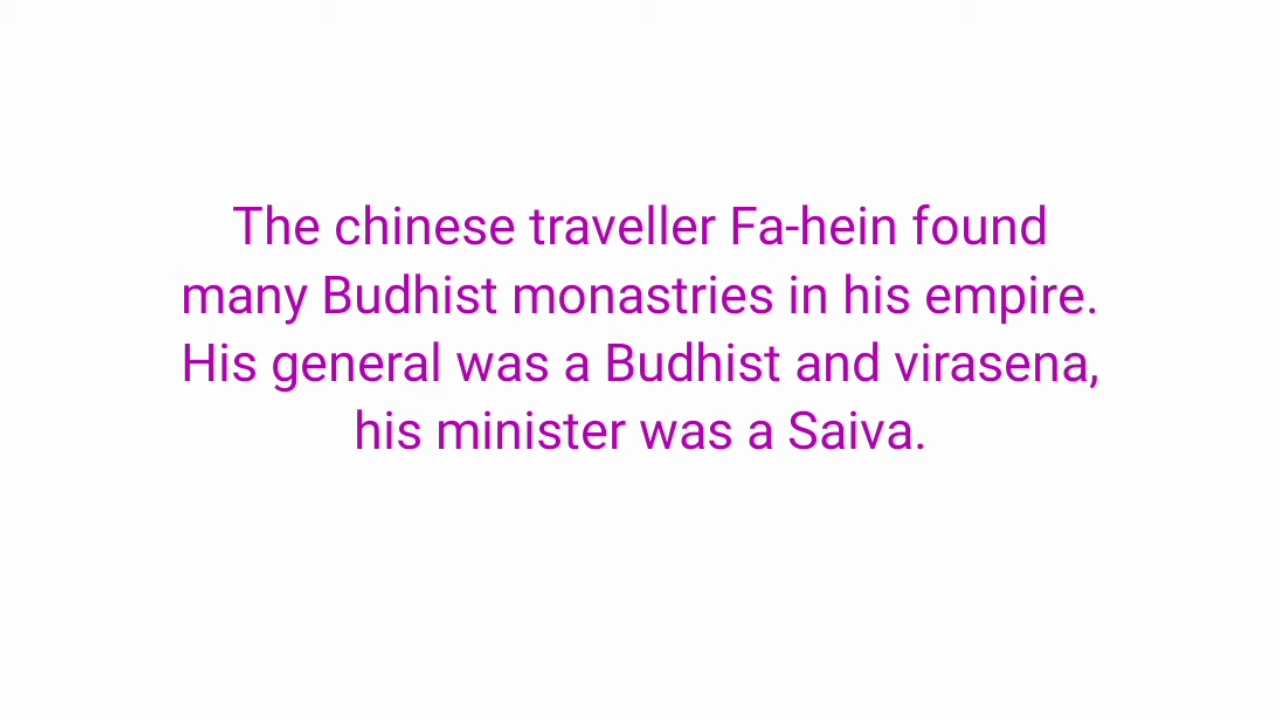 The chinese traveller Fa-hein found
many Budhist monastries in his empire.
His general was a Budhist and virasena,
his minister was a Saiva.